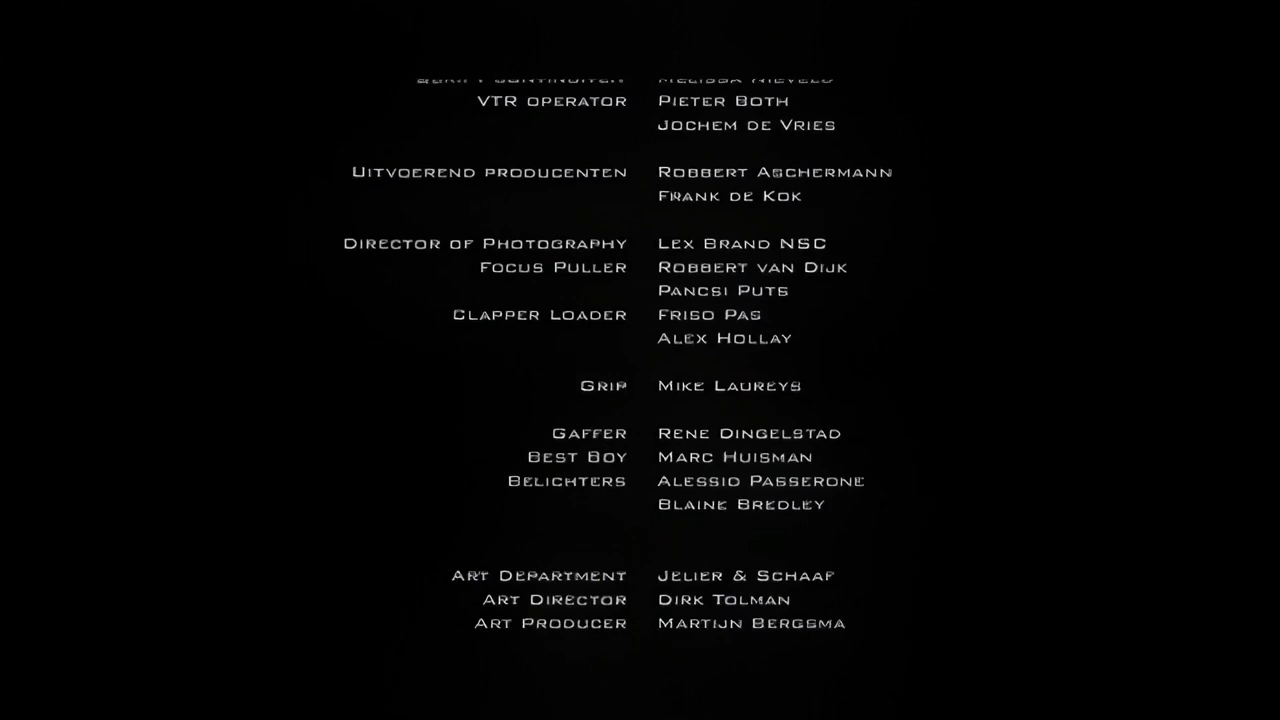 VTR OPERATOR PIETER BOTH
JOCHEM DE VRIES
UITVOEREND PRODUCENTEN ROBBERT ASCHERMANN
FRANK DE KOK
DIRECTOR OF PHOTOGRAPHY LEX BRAND NSC
FOCUS PULLER ROBBERT VAN DIJK
PANCSI PUTS
CLAPPER LOADER FRISO PAS
ALEX HOLLAY
GRIP MIKE LAUREYS
GAFFER RENE DINGELSTAD
BEST BOY MARC HUISMAN
BELICHTERS ALESSIO PASSERONE
BLAINE BREDLEY
ART DEPARTMENT JELIER & SCHAAF
ART DIRECTOR DIRK TOLMAN
ART PRODUCER MARTIJN BERGSMA